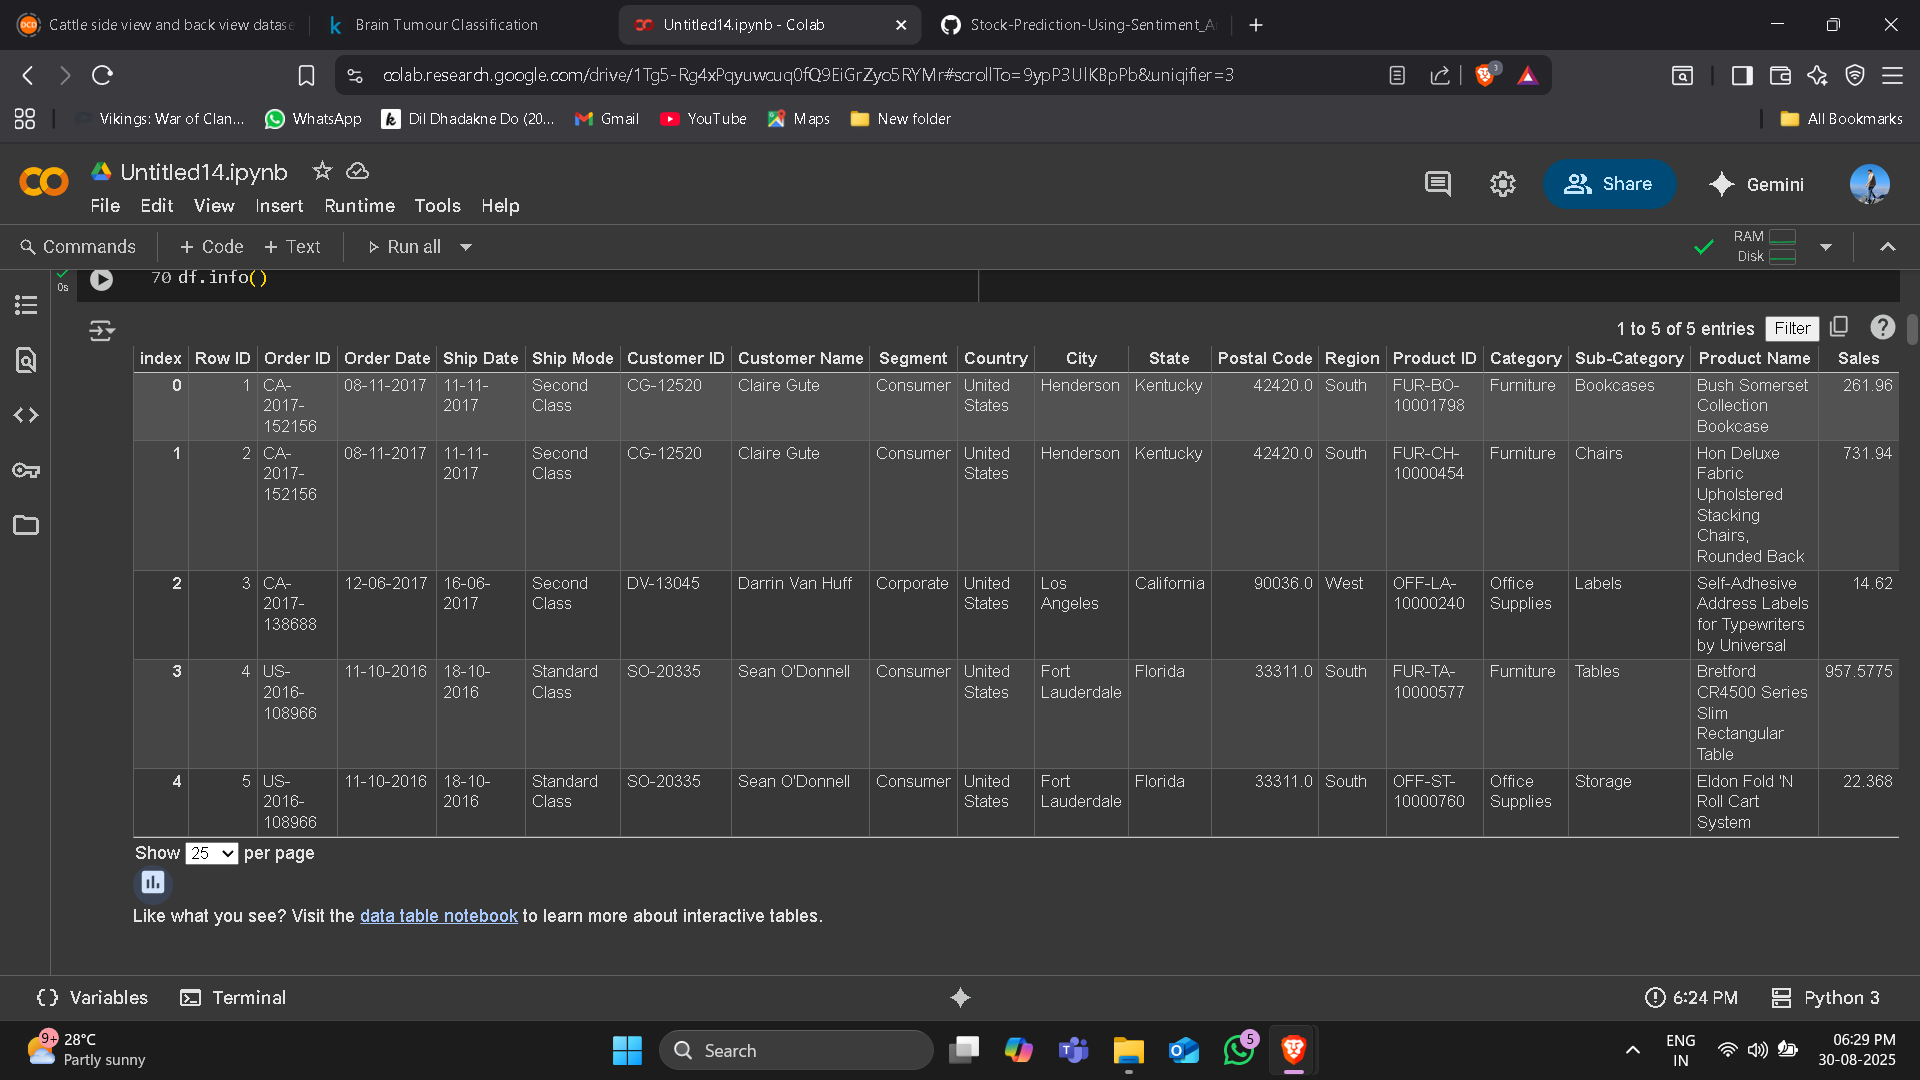 Cattle side view and back view datase
Brain Tumour Classification
Untitled14.ipynb - Colab
Stock-Prediction-Using-Sentiment_A
colab.research.google.com/drive/1Tg5-Rg4xPqyuwcuq0fQ9EiGrZyo5RYMr#scrollTo=9ypP3UlKBpPb&uniqifier=3
3
Vikings: War of Clan...
WhatsApp
Dil Dhadakne Do (20...
Gmail
YouTube
Maps
New folder
All Bookmarks
Untitled14.ipynb
File Edit View Insert Runtime Tools Help
Share
Gemini
Commands + Code + Text Run all
RAM
Disk
0s
70 df.info()
1 to 5 of 5 entries Filter
index Row ID Order ID Order Date Ship Date Ship Mode Customer ID Customer Name Segment Country City State Postal Code Region Product ID Category Sub-Category Product Name Sales
0 1 CA- 08-11-2017 11-11- Second CG-12520 Claire Gute Consumer United Henderson Kentucky 42420.0 South FUR-BO- Furniture Bookcases Bush Somerset 261.96
2017- 2017 Class States 10001798 Collection
152156 Bookcase
1 2 CA- 08-11-2017 11-11- Second CG-12520 Claire Gute Consumer United Henderson Kentucky 42420.0 South FUR-CH- Furniture Chairs Hon Deluxe 731.94
2017- 2017 Class States 10000454 Fabric
152156 Upholstered
Stacking
Chairs,
Rounded Back
2 3 CA- 12-06-2017 16-06- Second DV-13045 Darrin Van Huff Corporate United Los California 90036.0 West OFF-LA- Office Labels Self-Adhesive 14.62
2017- 2017 Class States Angeles 10000240 Supplies Address Labels
138688 for Typewriters
by Universal
3 4 US- 11-10-2016 18-10- Standard SO-20335 Sean O'Donnell Consumer United Fort Florida 33311.0 South FUR-TA- Furniture Tables Bretford 957.5775
2016- 2016 Class States Lauderdale 10000577 CR4500 Series
108966 Slim
Rectangular
Table
4 5 US- 11-10-2016 18-10- Standard SO-20335 Sean O'Donnell Consumer United Fort Florida 33311.0 South OFF-ST- Office Storage Eldon Fold 'N 22.368
2016- 2016 Class States Lauderdale 10000760 Supplies Roll Cart
108966 System
Show 25 per page
Like what you see? Visit the data table notebook to learn more about interactive tables.
Variables
Terminal
6:24 PM
Python 3
9+
28°C
Partly sunny
Search
5
ENG
IN
06:29 PM
30-08-2025